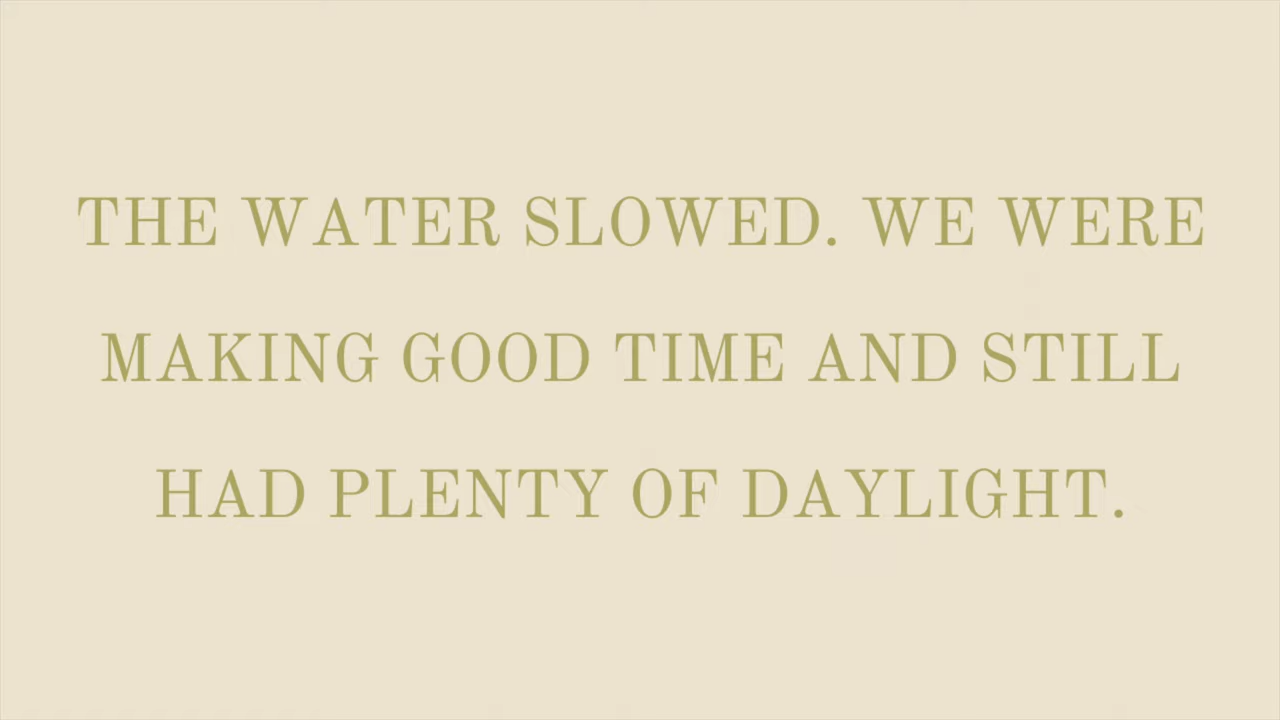 THE WATER SLOWED. WE WERE
MAKING GOOD TIME AND STILL
HAD PLENTY OF DAYLIGHT.